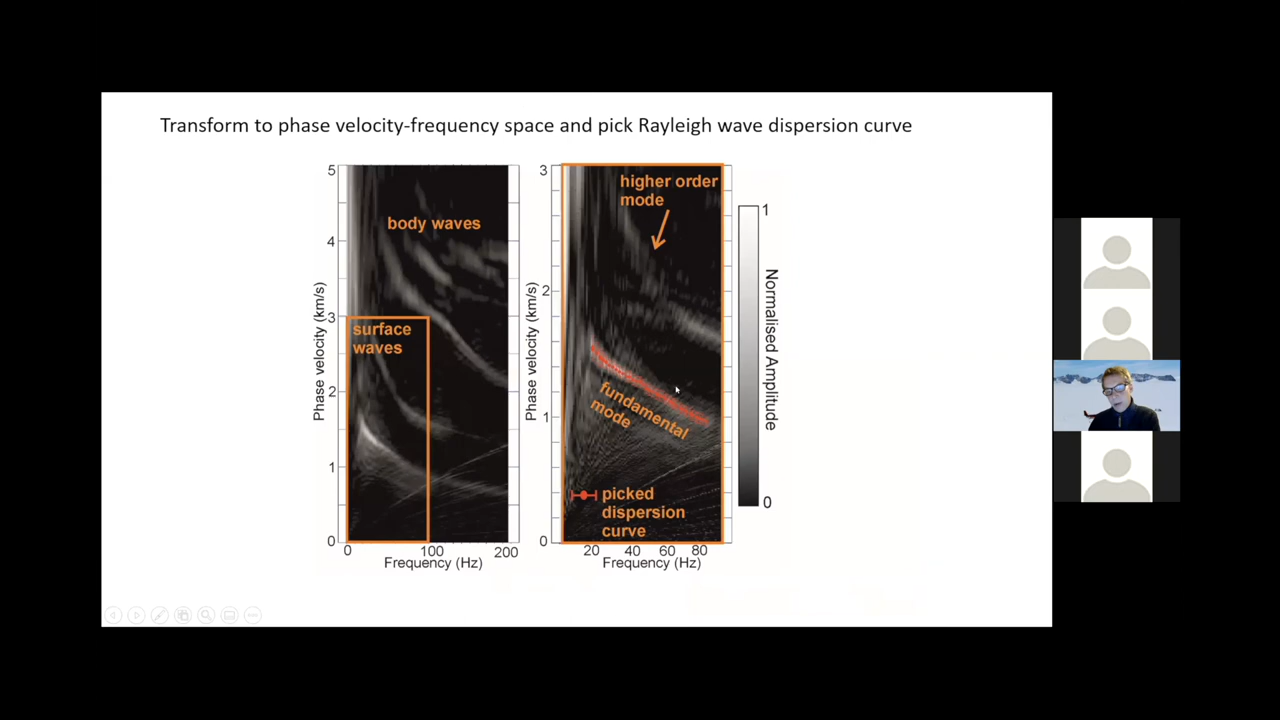 Transform to phase velocity-frequency space and pick Rayleigh wave dispersion curve
5
4
3
2
1
0
Phase velocity (km/s)
body waves
surface
waves
0
100
200
Frequency (Hz)
3
2
1
0
Phase velocity (km/s)
higher order
mode
fundamental
mode
picked
dispersion
curve
20
40
60
80
Frequency (Hz)
1
0
Normalised Amplitude